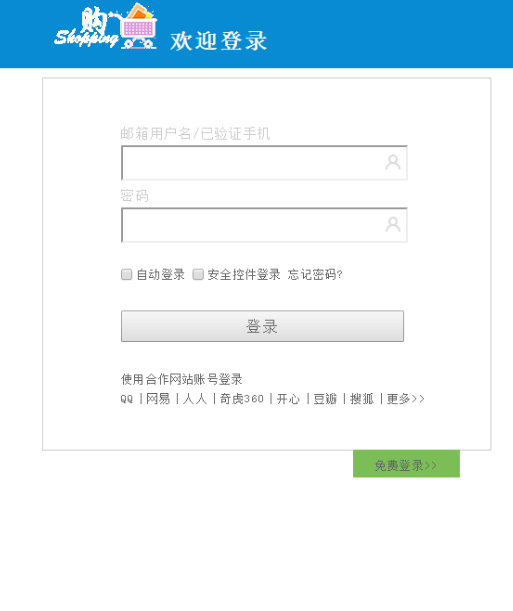 购
Shopping
欢迎登录
邮箱用户名/已验证手机
密码
自动登录 安全控件登录 忘记密码?
登录
使用合作网站账号登录
QQ |网易 |人人 |奇虎360 |开心 |豆瓣 |搜狐 |更多>>
免费登录>>